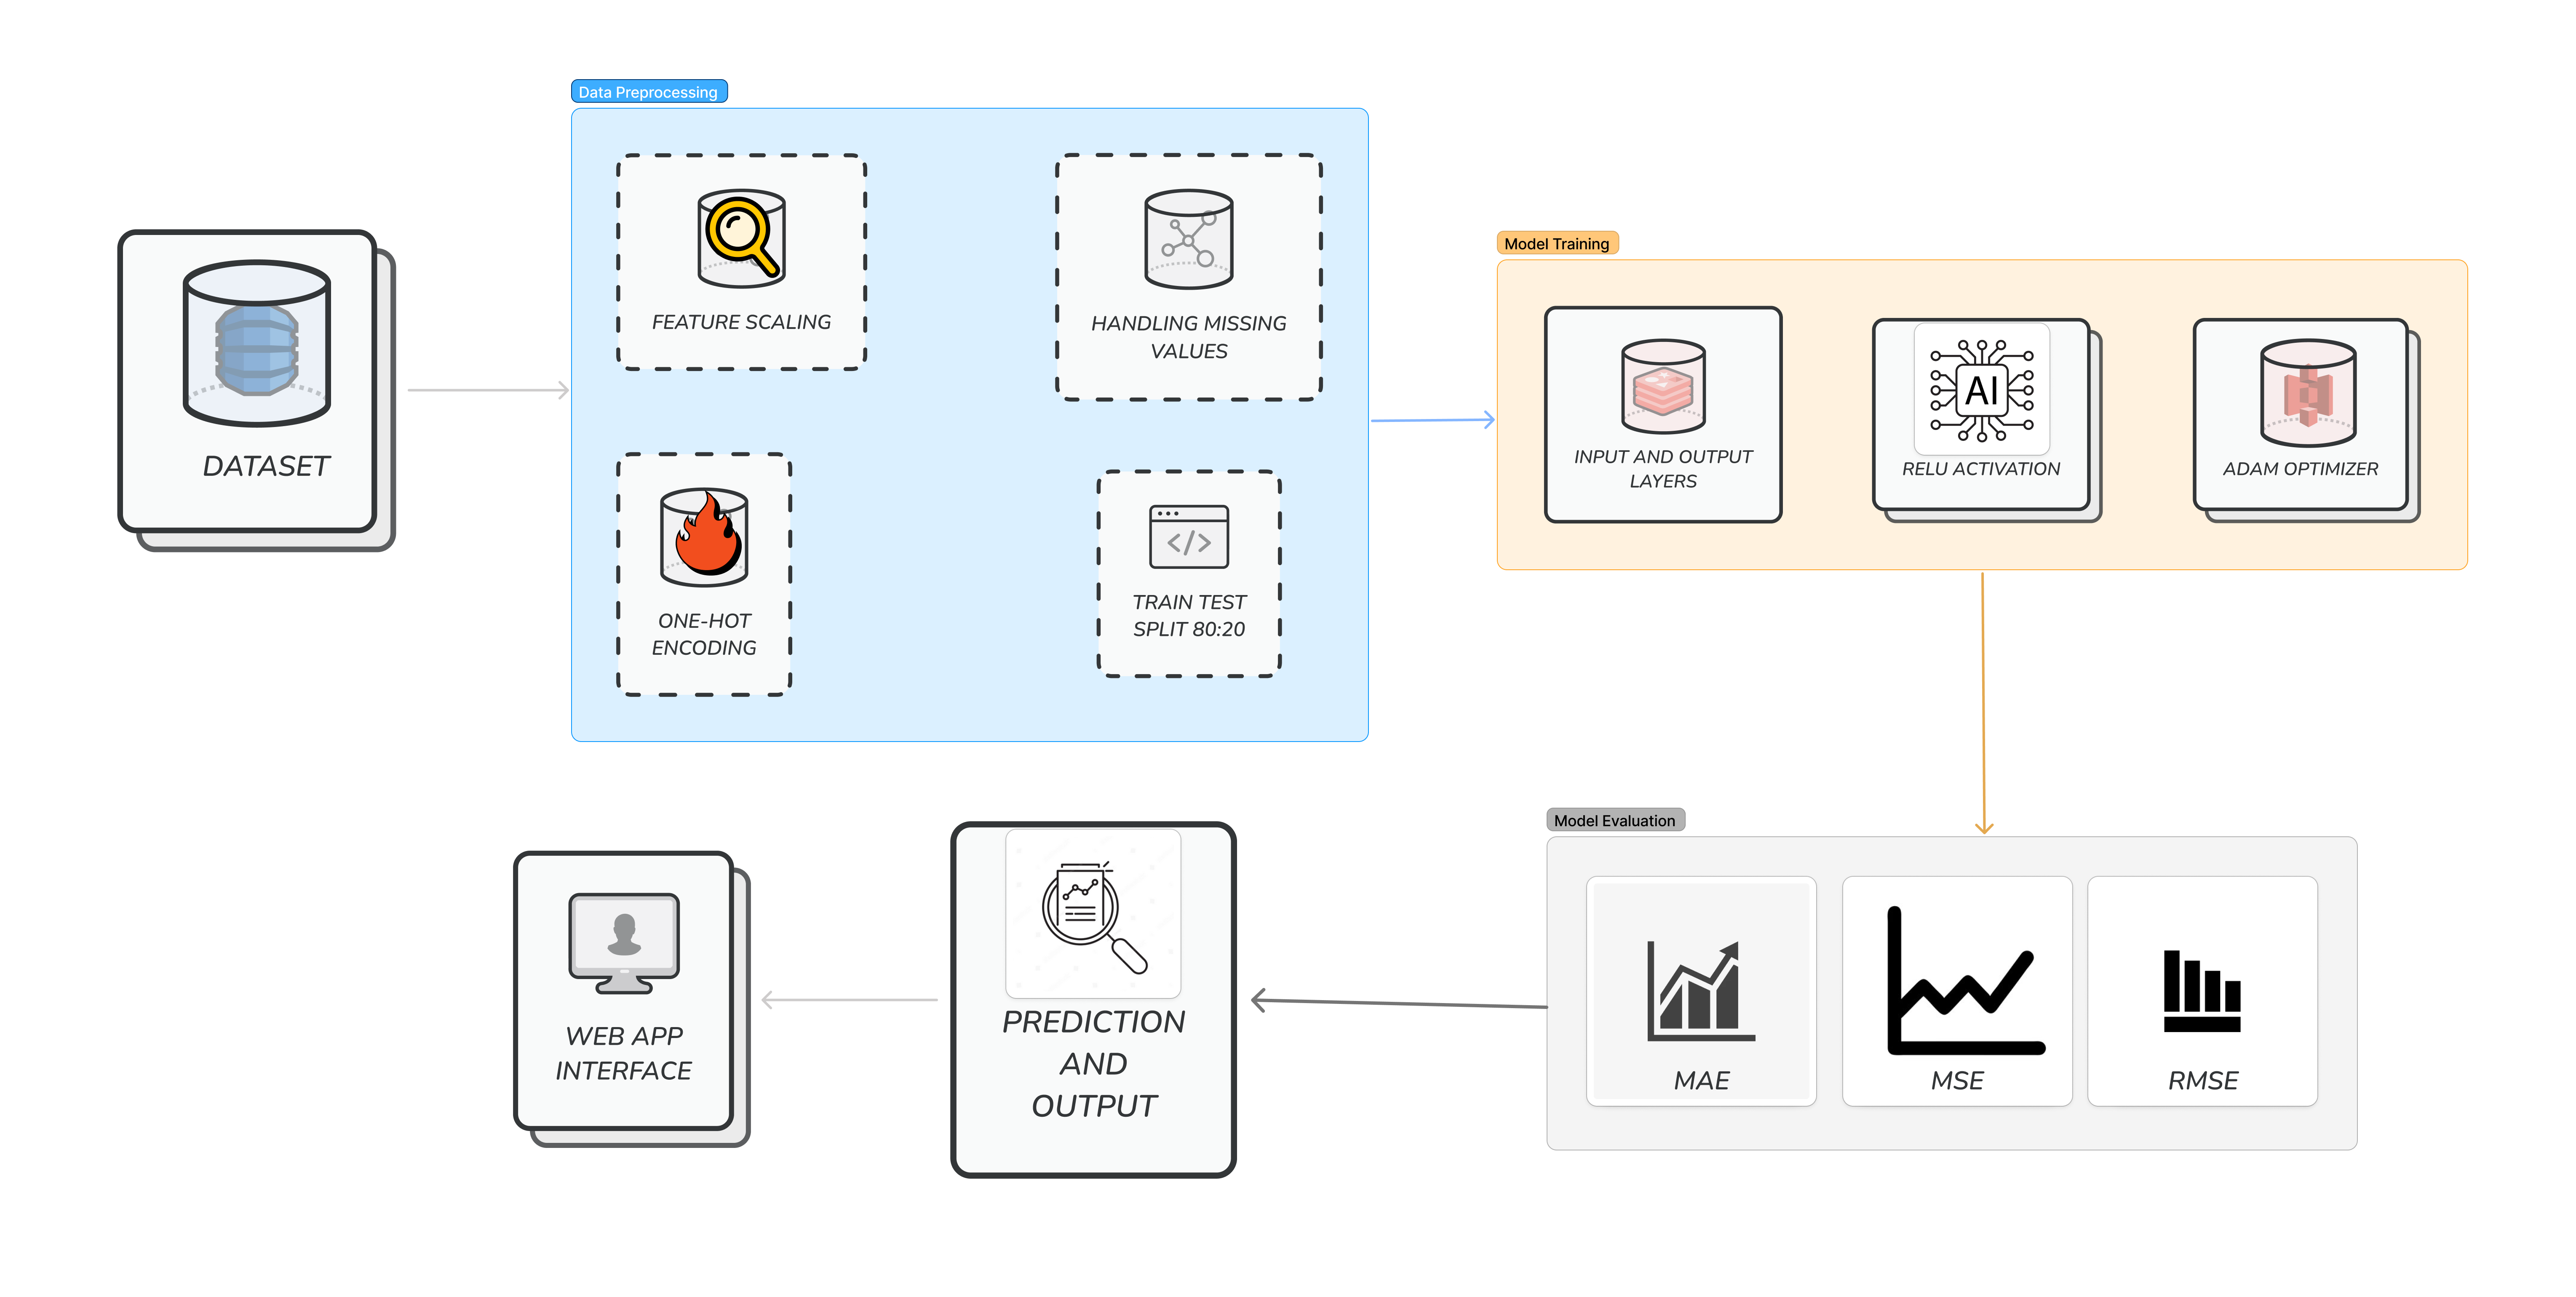 Data Preprocessing
FEATURE SCALING
HANDLING MISSING
VALUES
DATASET
ONE-HOT
ENCODING
</>
TRAIN TEST
SPLIT 80:20
Model Training
INPUT AND OUTPUT
LAYERS
AI
RELU ACTIVATION
ADAM OPTIMIZER
Model Evaluation
MAE
MSE
RMSE
PREDICTION
AND
OUTPUT
WEB APP
INTERFACE